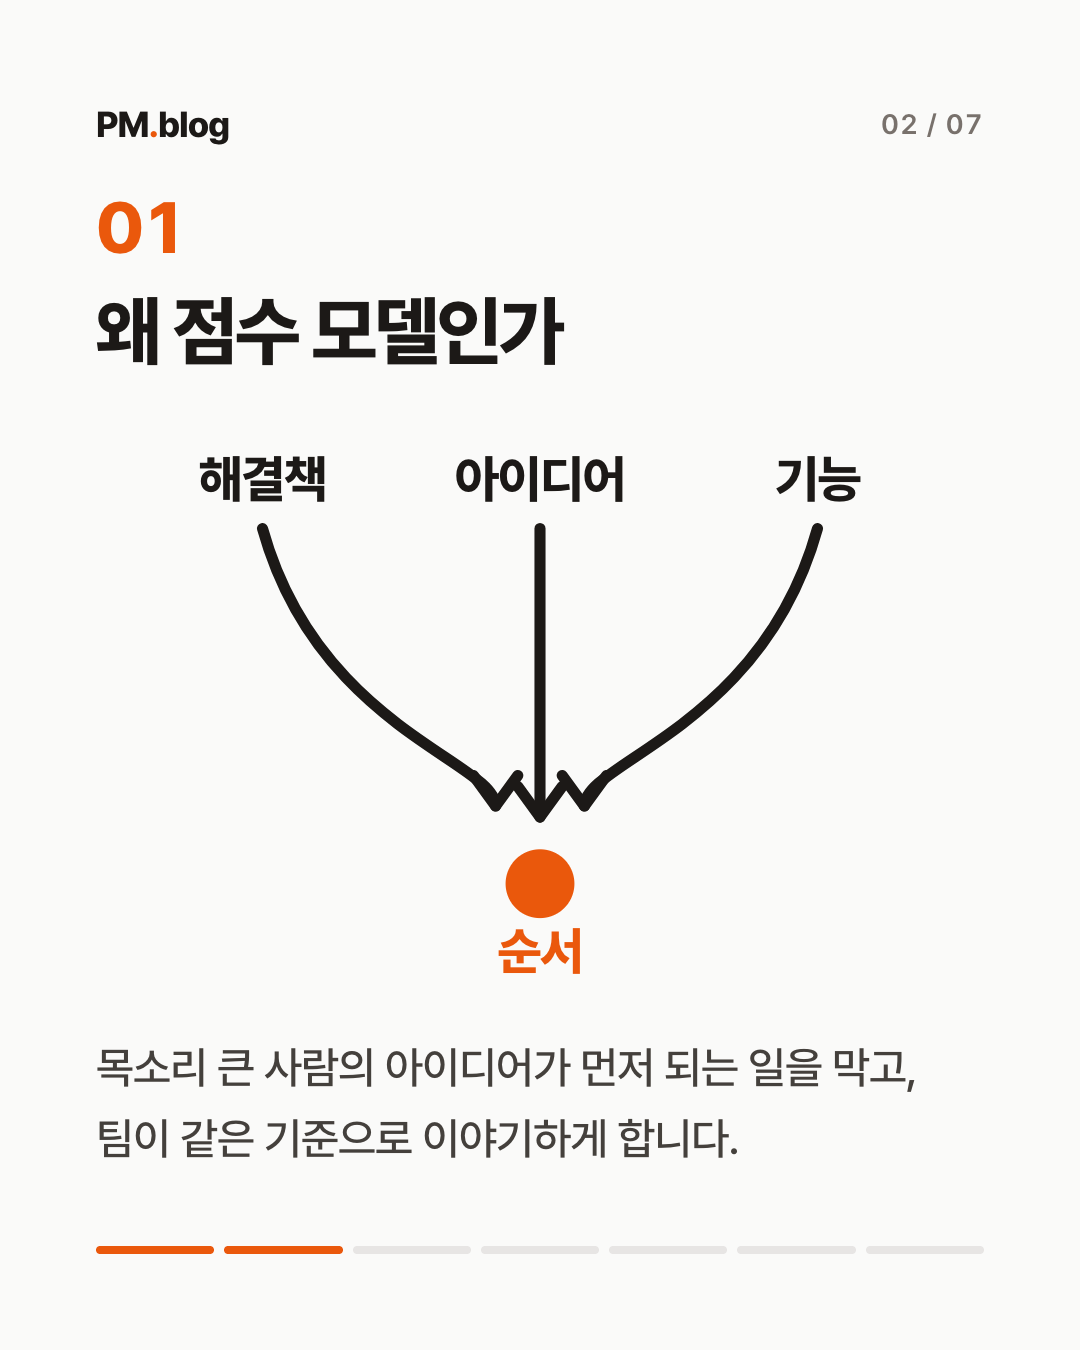 PM.blog
02 / 07
01
왜 점수 모델인가
해결책 아이디어 기능
순서
목소리 큰 사람의 아이디어가 먼저 되는 일을 막고,
팀이 같은 기준으로 이야기하게 합니다.